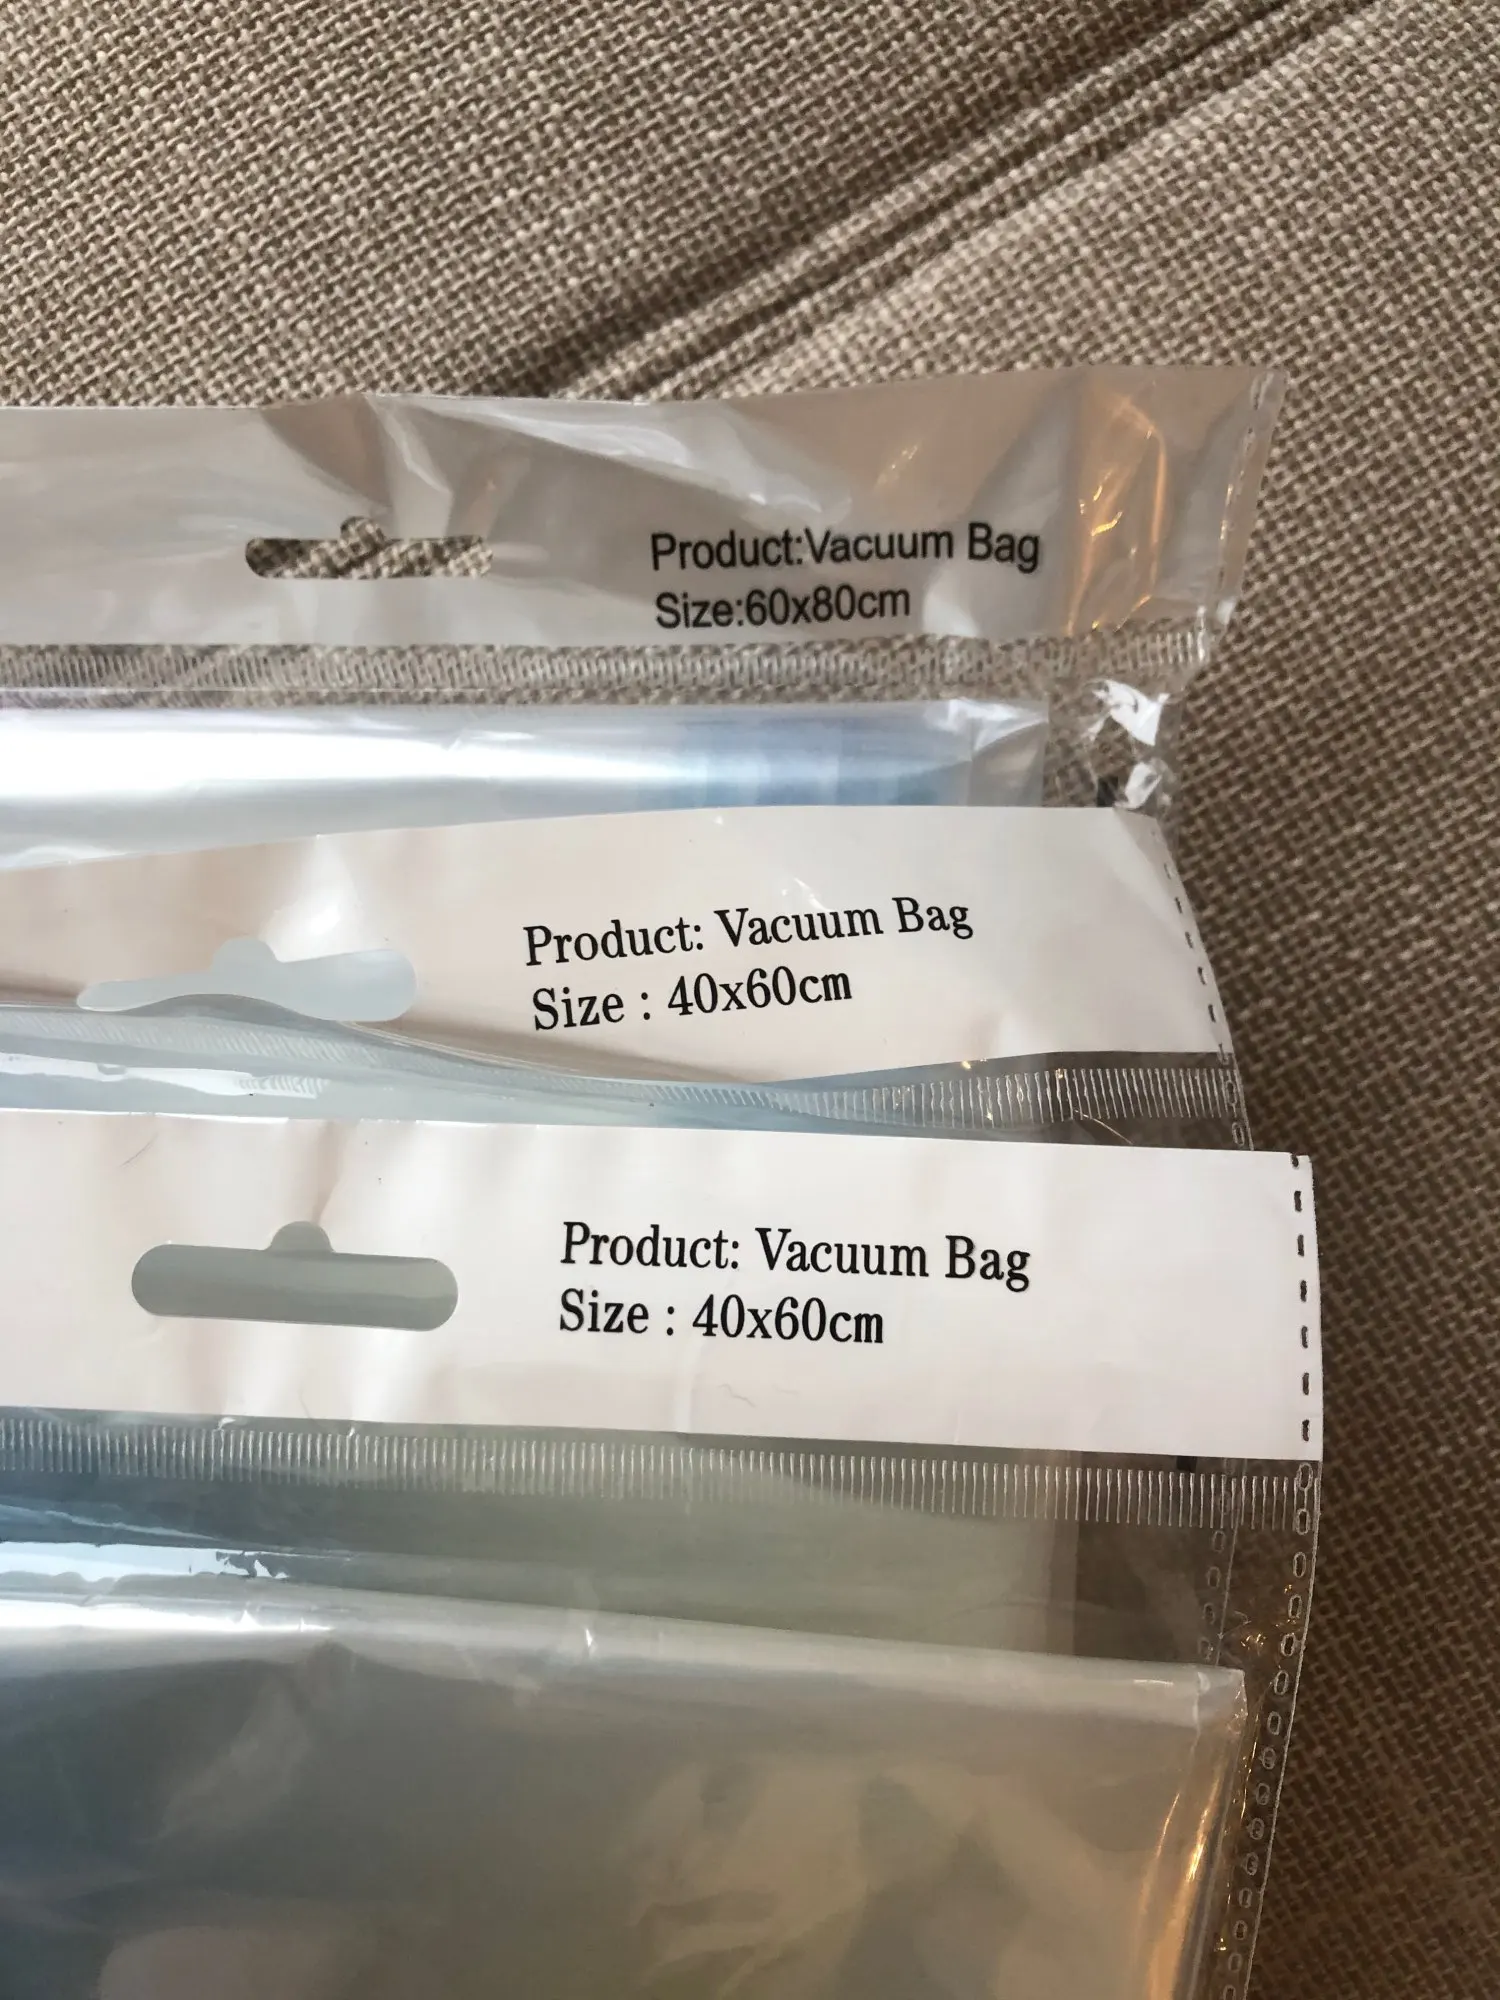 Product:Vacuum Bag
Size:60x80cm
Product: Vacuum Bag
Size : 40x60cm
Product: Vacuum Bag
Size : 40x60cm